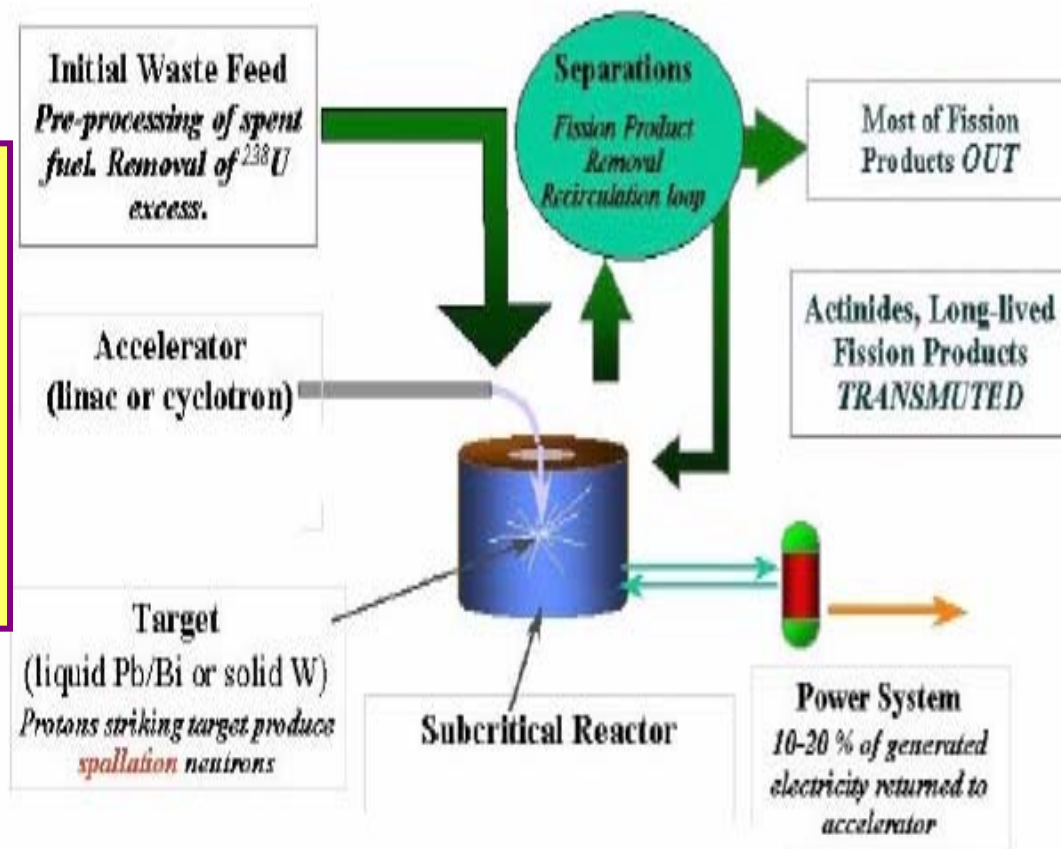 Initial Waste Feed
Pre-processing of spent
fuel. Removal of ²³⁸U
excess.
Separations
Fission Product
Removal
Recirculation loop
Most of Fission
Products OUT
Actinides, Long-lived
Fission Products
TRANSMUTED
Accelerator
(linac or cyclotron)
Target
(liquid Pb/Bi or solid W)
Protons striking target produce
spallation neutrons
Subcritical Reactor
Power System
10-20 % of generated
electricity returned to
accelerator